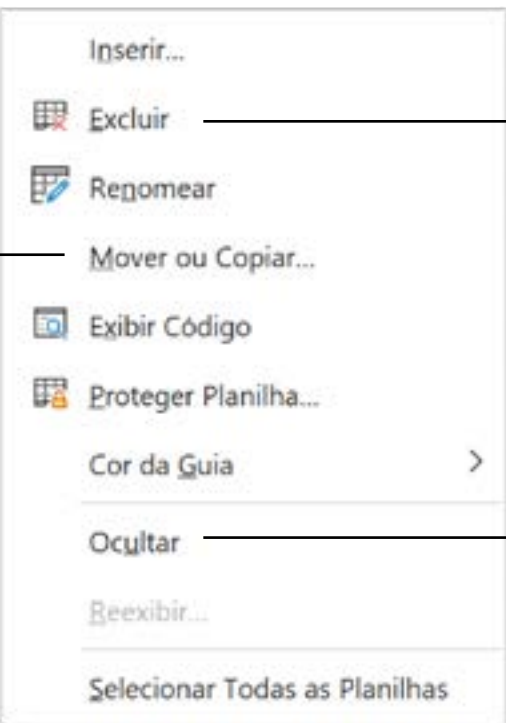 Inserir...
Excluir
Renomear
Mover ou Copiar...
Exibir Código
Proteger Planilha...
Cor da Guia
Ocultar
Reexibir...
Selecionar Todas as Planilhas